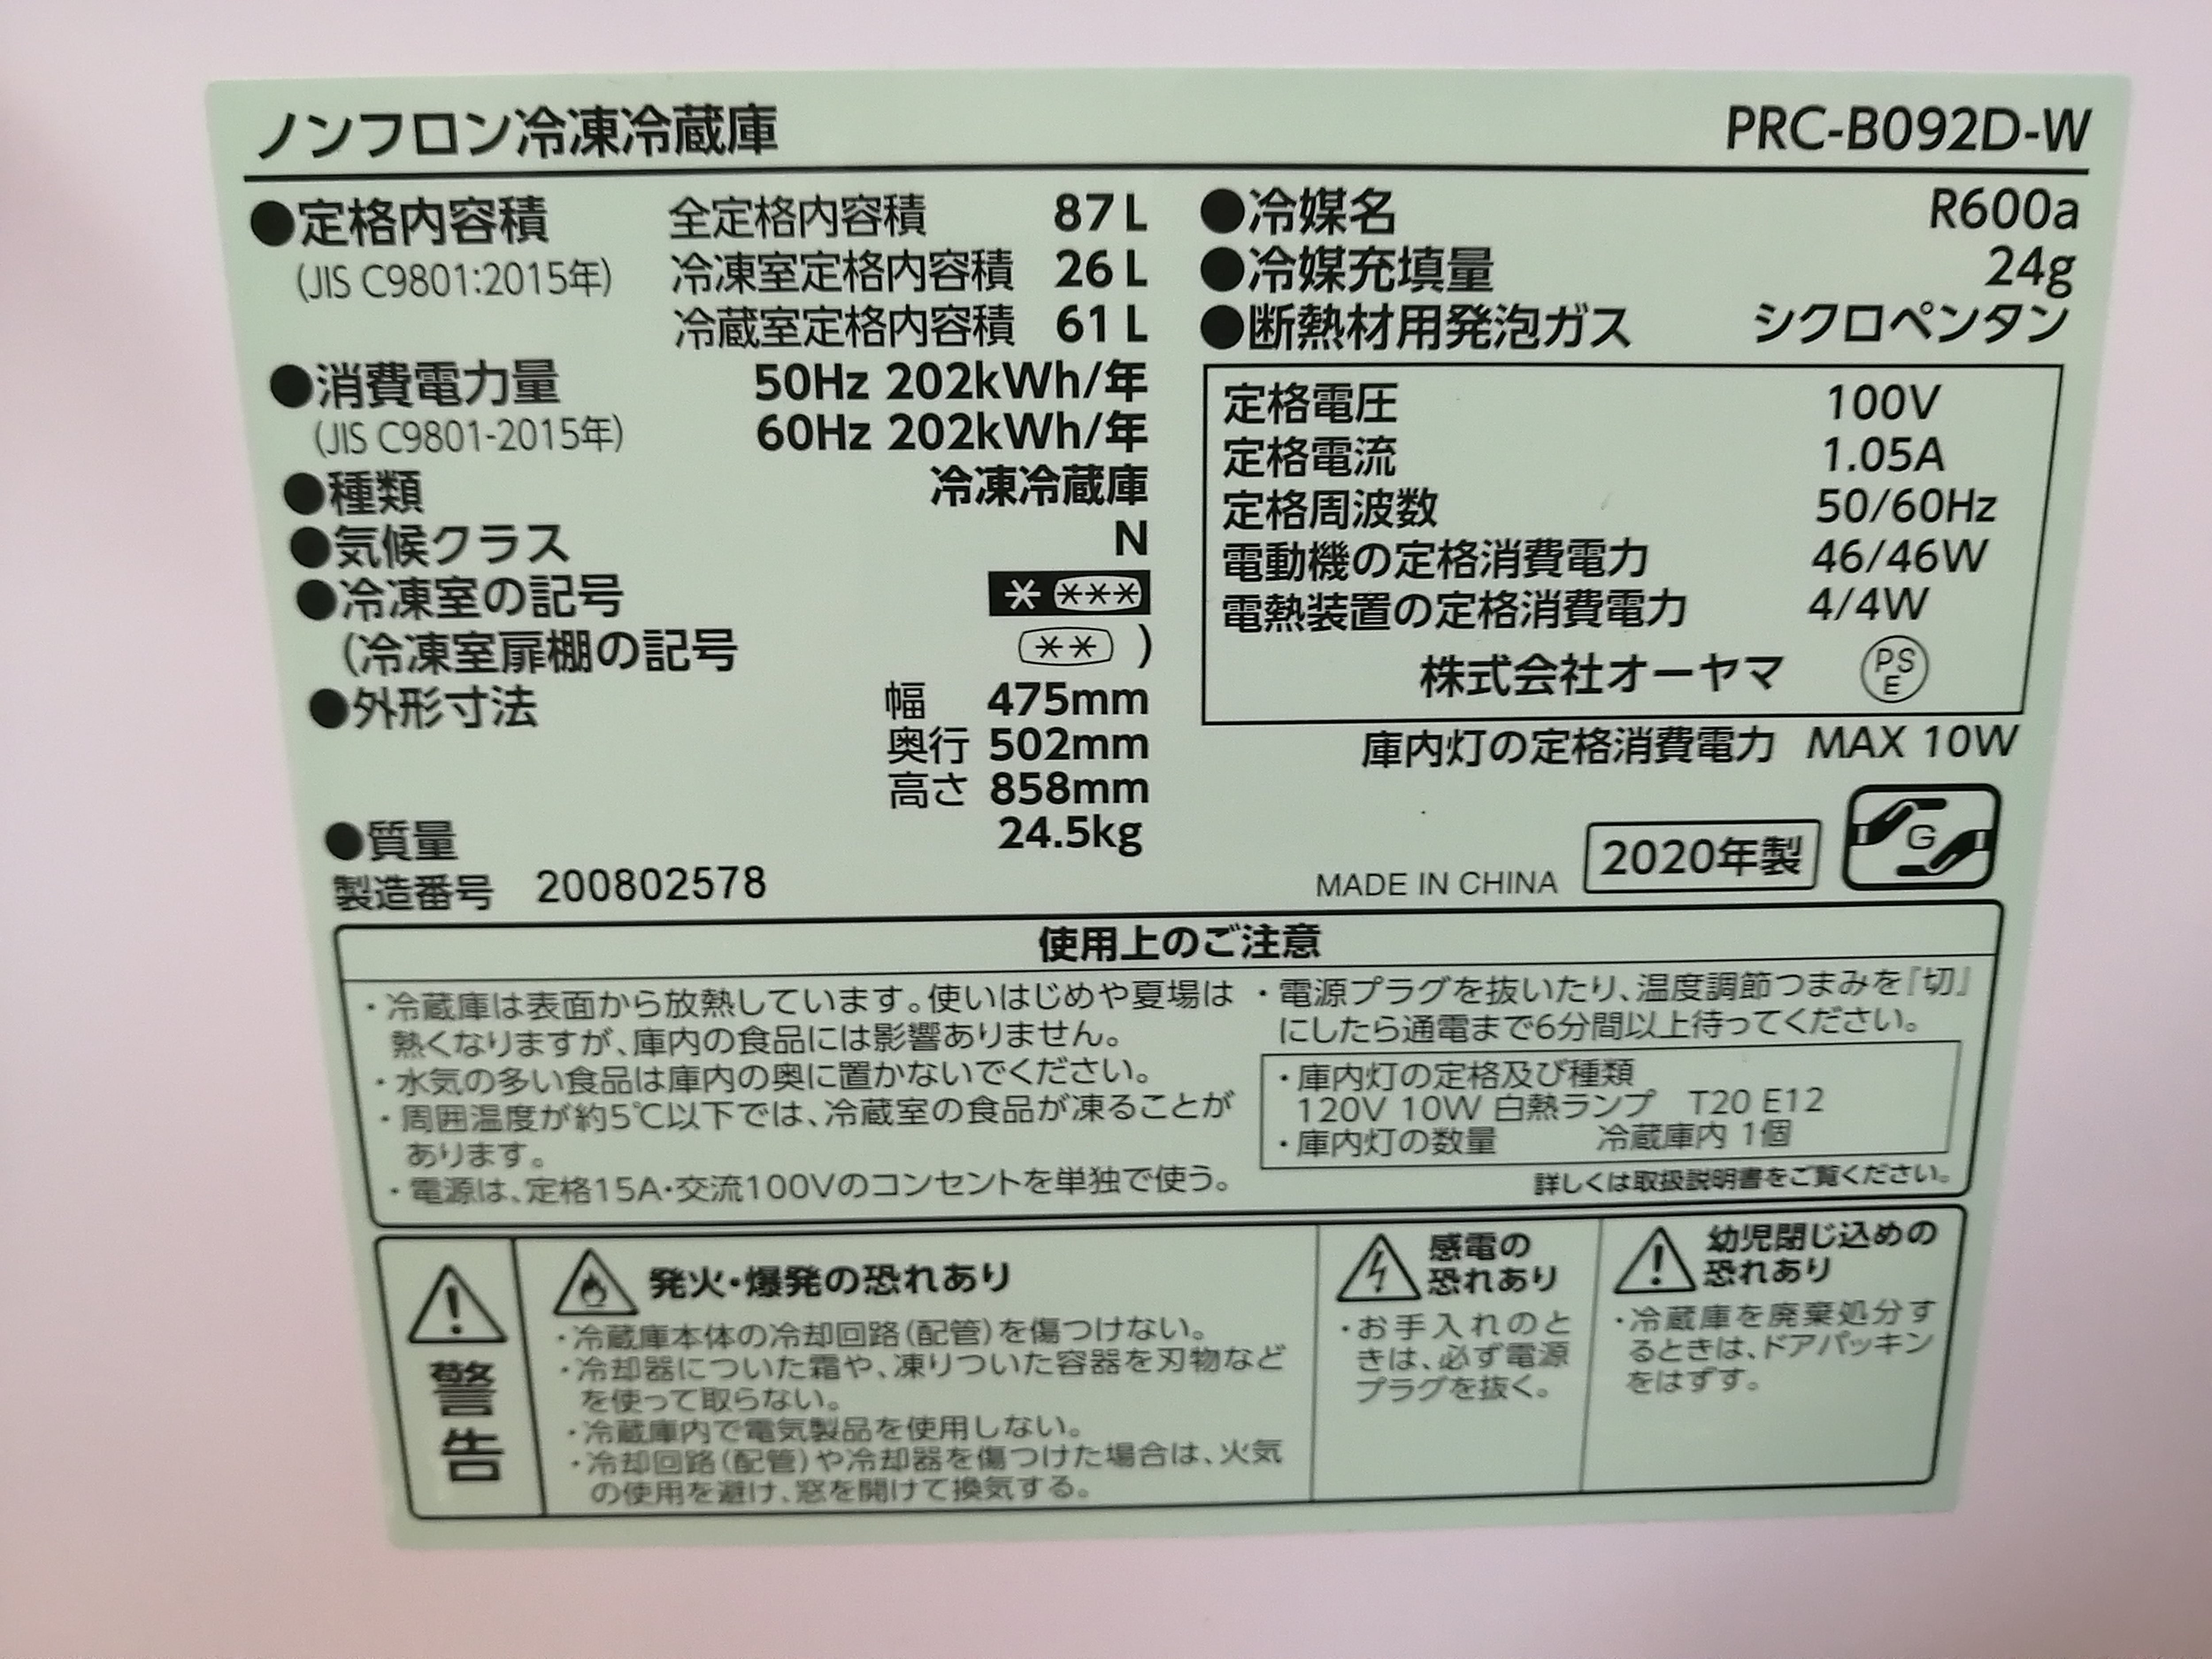 ノンフロン冷凍冷蔵庫 PRC-B092D-W
●定格内容積 全定格内容積 87L
(JIS C9801:2015年) 冷凍室定格内容積 26L
冷蔵室定格内容積 61L
●消費電力量 50Hz 202kWh/年
(JIS C9801-2015年) 60Hz 202kWh/年
●種類 冷凍冷蔵庫
●気候クラス N
●冷凍室の記号 * ***
(冷凍室扉棚の記号 ** )
●外形寸法 幅 475mm
奥行 502mm
高さ 858mm
●質量 24.5kg
製造番号 200802578
●冷媒名 R600a
●冷媒充填量 24g
●断熱材用発泡ガス シクロペンタン
定格電圧 100V
定格電流 1.05A
定格周波数 50/60Hz
電動機の定格消費電力 46/46W
電熱装置の定格消費電力 4/4W
株式会社オーヤマ PSE
庫内灯の定格消費電力 MAX 10W
MADE IN CHINA 2020年製 G
使用上のご注意
・冷蔵庫は表面から放熱しています。使いはじめや夏場は
熱くなりますが、庫内の食品には影響ありません。
・水気の多い食品は庫内の奥に置かないでください。
・周囲温度が約5℃以下では、冷蔵室の食品が凍ることが
あります。
・電源は、定格15A・交流100Vのコンセントを単独で使う。
・電源プラグを抜いたり、温度調節つまみを『切』
にしたら通電まで6分間以上待ってください。
・庫内灯の定格及び種類
120V 10W 白熱ランプ T20 E12
・庫内灯の数量 冷蔵庫内 1個
詳しくは取扱説明書をご覧ください。
警告
発火・爆発の恐れあり
・冷蔵庫本体の冷却回路(配管)を傷つけない。
・冷却器についた霜や、凍りついた容器を刃物など
を使って取らない。
・冷蔵庫内で電気製品を使用しない。
・冷却回路(配管)や冷却器を傷つけた場合は、火気
の使用を避け、窓を開けて換気する。
感電の
恐れあり
・お手入れのと
きは、必ず電源
プラグを抜く。
幼児閉じ込めの
恐れあり
・冷蔵庫を廃棄処分す
るときは、ドアパッキン
をはずす。